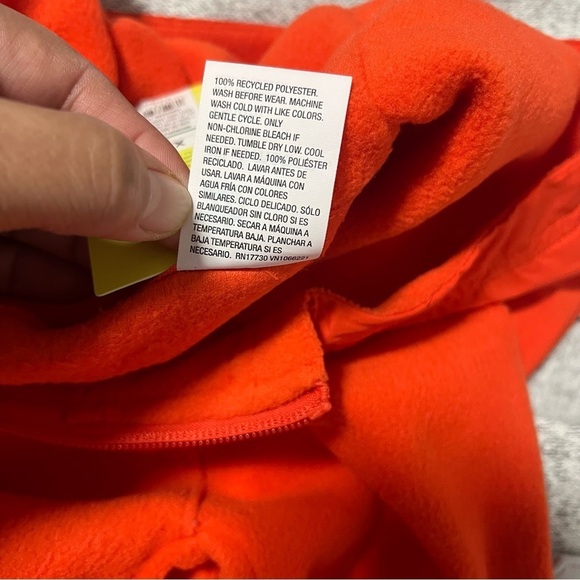 100% RECYCLED POLYESTER.
WASH BEFORE WEAR. MACHINE
WASH COLD WITH LIKE COLORS.
GENTLE CYCLE. ONLY
NON-CHLORINE BLEACH IF
NEEDED. TUMBLE DRY LOW. COOL
IRON IF NEEDED. 100% POLIÉSTER
RECICLADO. LAVAR ANTES DE
USAR. LAVAR A MÁQUINA CON
AGUA FRÍA CON COLORES
SIMILARES. CICLO DELICADO. SÓLO
BLANQUEADOR SIN CLORO SI ES
NECESARIO. SECAR A MÁQUINA A
TEMPERATURA BAJA. PLANCHAR A
BAJA TEMPERATURA SI ES
NECESARIO. RN17730 VN1066221